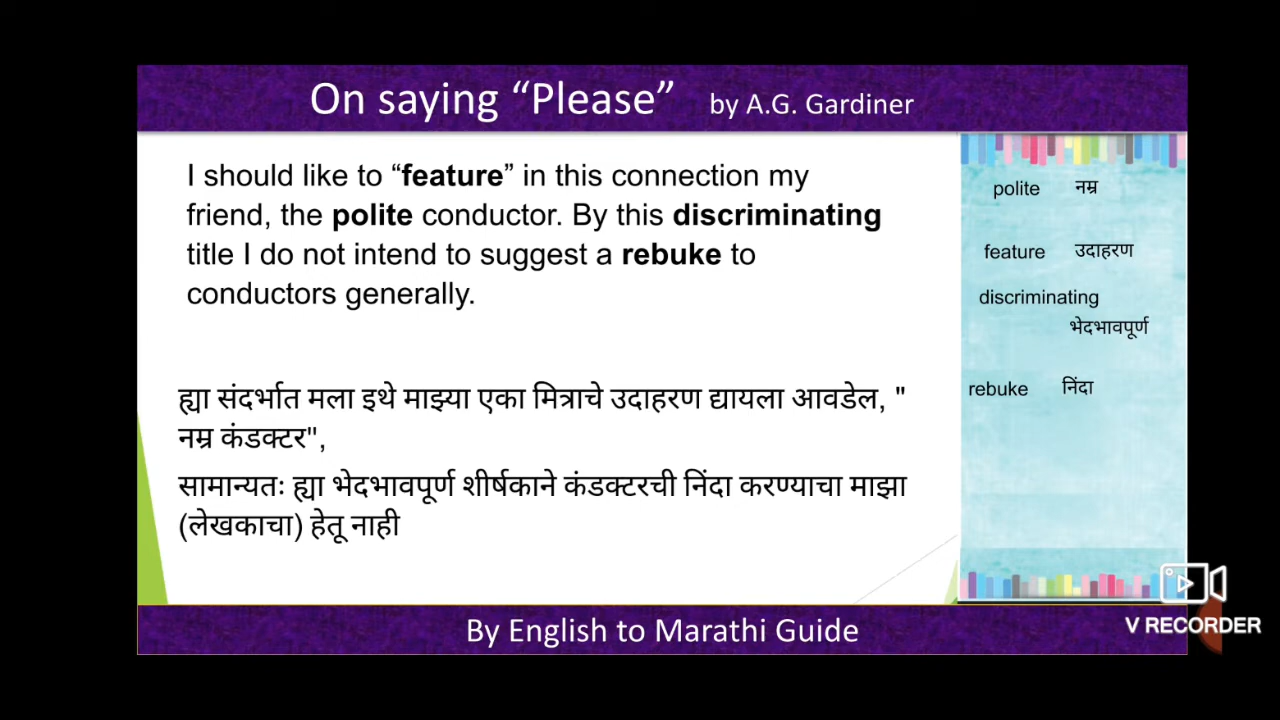 On saying “Please” by A.G. Gardiner
I should like to “feature” in this connection my
friend, the polite conductor. By this discriminating
title I do not intend to suggest a rebuke to
conductors generally.
ह्या संदर्भात मला इथे माझ्या एका मित्राचे उदाहरण द्यायला आवडेल, "
नम्र कंडक्टर",
सामान्यतः ह्या भेदभावपूर्ण शीर्षकाने कंडक्टरची निंदा करण्याचा माझा
(लेखकाचा) हेतू नाही
polite नम्र
feature उदाहरण
discriminating
भेदभावपूर्ण
rebuke निंदा
By English to Marathi Guide
V RECORDER